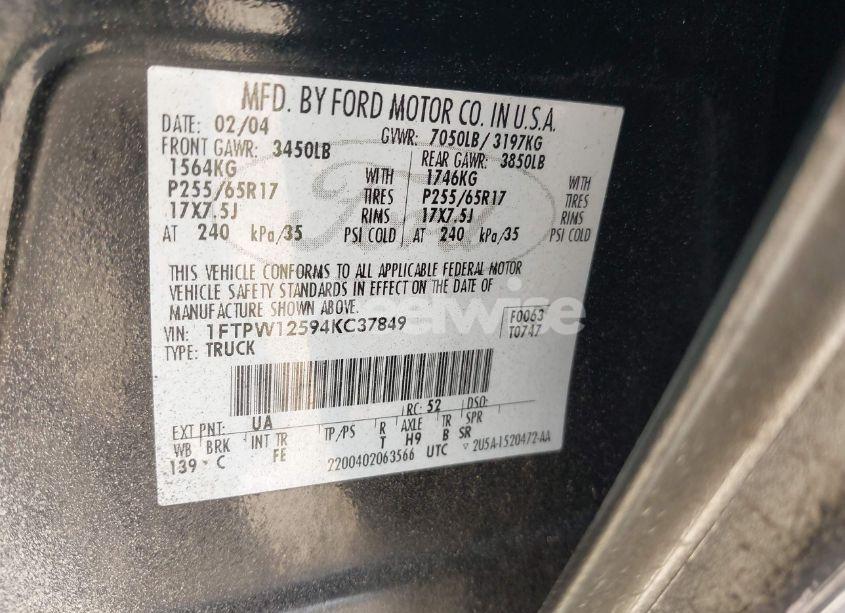 MFD. BY FORD MOTOR CO. IN U.S.A.
DATE: 02/04 GVWR: 7050LB/ 3197KG
FRONT GAWR: 3450LB REAR GAWR: 3850LB
1564KG WITH 1746KG WITH
P255/65R17 TIRES P255/65R17 TIRES
17X7.5J RIMS 17X7.5J RIMS
AT 240 kPa/35 PSI COLD AT 240 kPa/35 PSI COLD
Ford
THIS VEHICLE CONFORMS TO ALL APPLICABLE FEDERAL MOTOR
VEHICLE SAFETY STANDARDS IN EFFECT ON THE DATE OF
MANUFACTURE SHOWN ABOVE.
VIN: 1FTPW12594KC37849 F0063
TYPE: TRUCK T0747
EXT PNT: UA RC: 52 DSO:
WB BRK INT TR TP/PS R AXLE TR SPR
139" C FE T H9 B SR
2200402063566 UTC ▽ 2U5A-1520472-AA